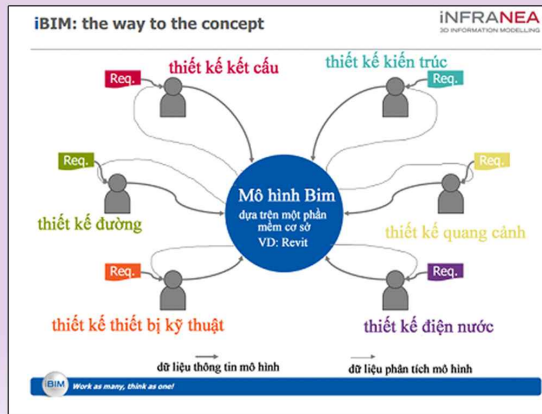 iBIM: the way to the concept
iNFRANEA
3D INFORMATION MODELLING
thiết kế kết cấu
thiết kế kiến trúc
Req.
Req.
Req.
Req.
Mô hình Bim
dựa trên một phần
mềm cơ sở
VD: Revit
thiết kế đường
thiết kế quang cảnh
Req.
Req.
thiết kế thiết bị kỹ thuật
thiết kế điện nước
dữ liệu thông tin mô hình
dữ liệu phân tích mô hình
iBIM
Work as many, think as one!